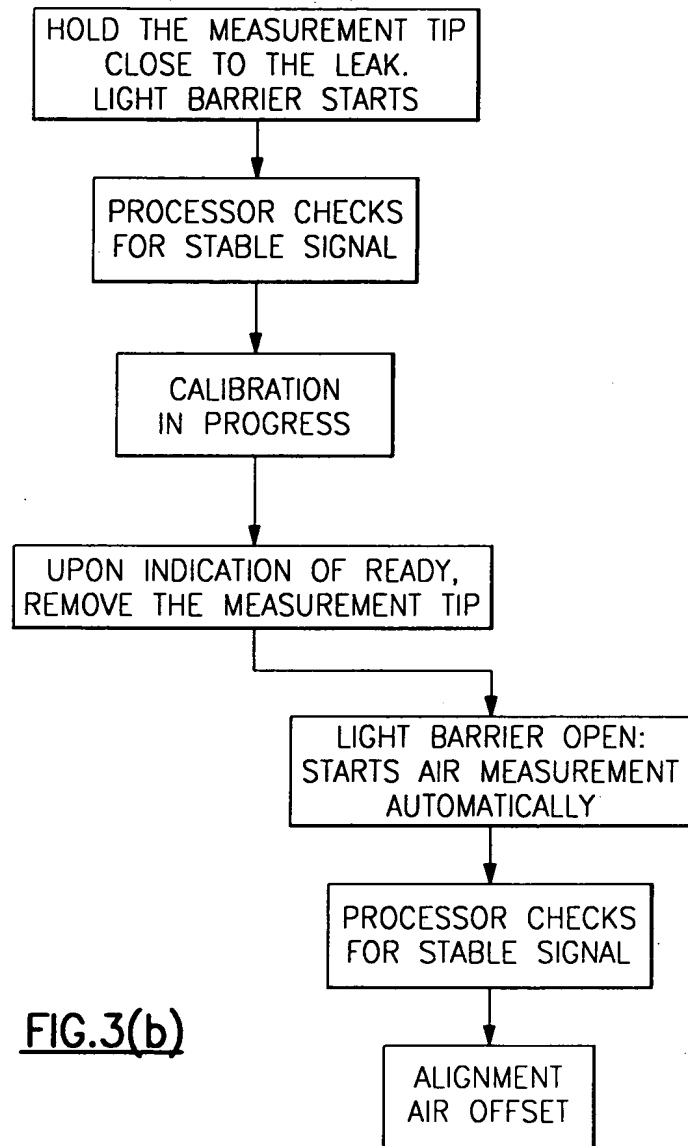 HOLD THE MEASUREMENT TIP
CLOSE TO THE LEAK.
LIGHT BARRIER STARTS
PROCESSOR CHECKS
FOR STABLE SIGNAL
CALIBRATION
IN PROGRESS
UPON INDICATION OF READY,
REMOVE THE MEASUREMENT TIP
LIGHT BARRIER OPEN:
STARTS AIR MEASUREMENT
AUTOMATICALLY
PROCESSOR CHECKS
FOR STABLE SIGNAL
ALIGNMENT
AIR OFFSET
FIG.3(b)